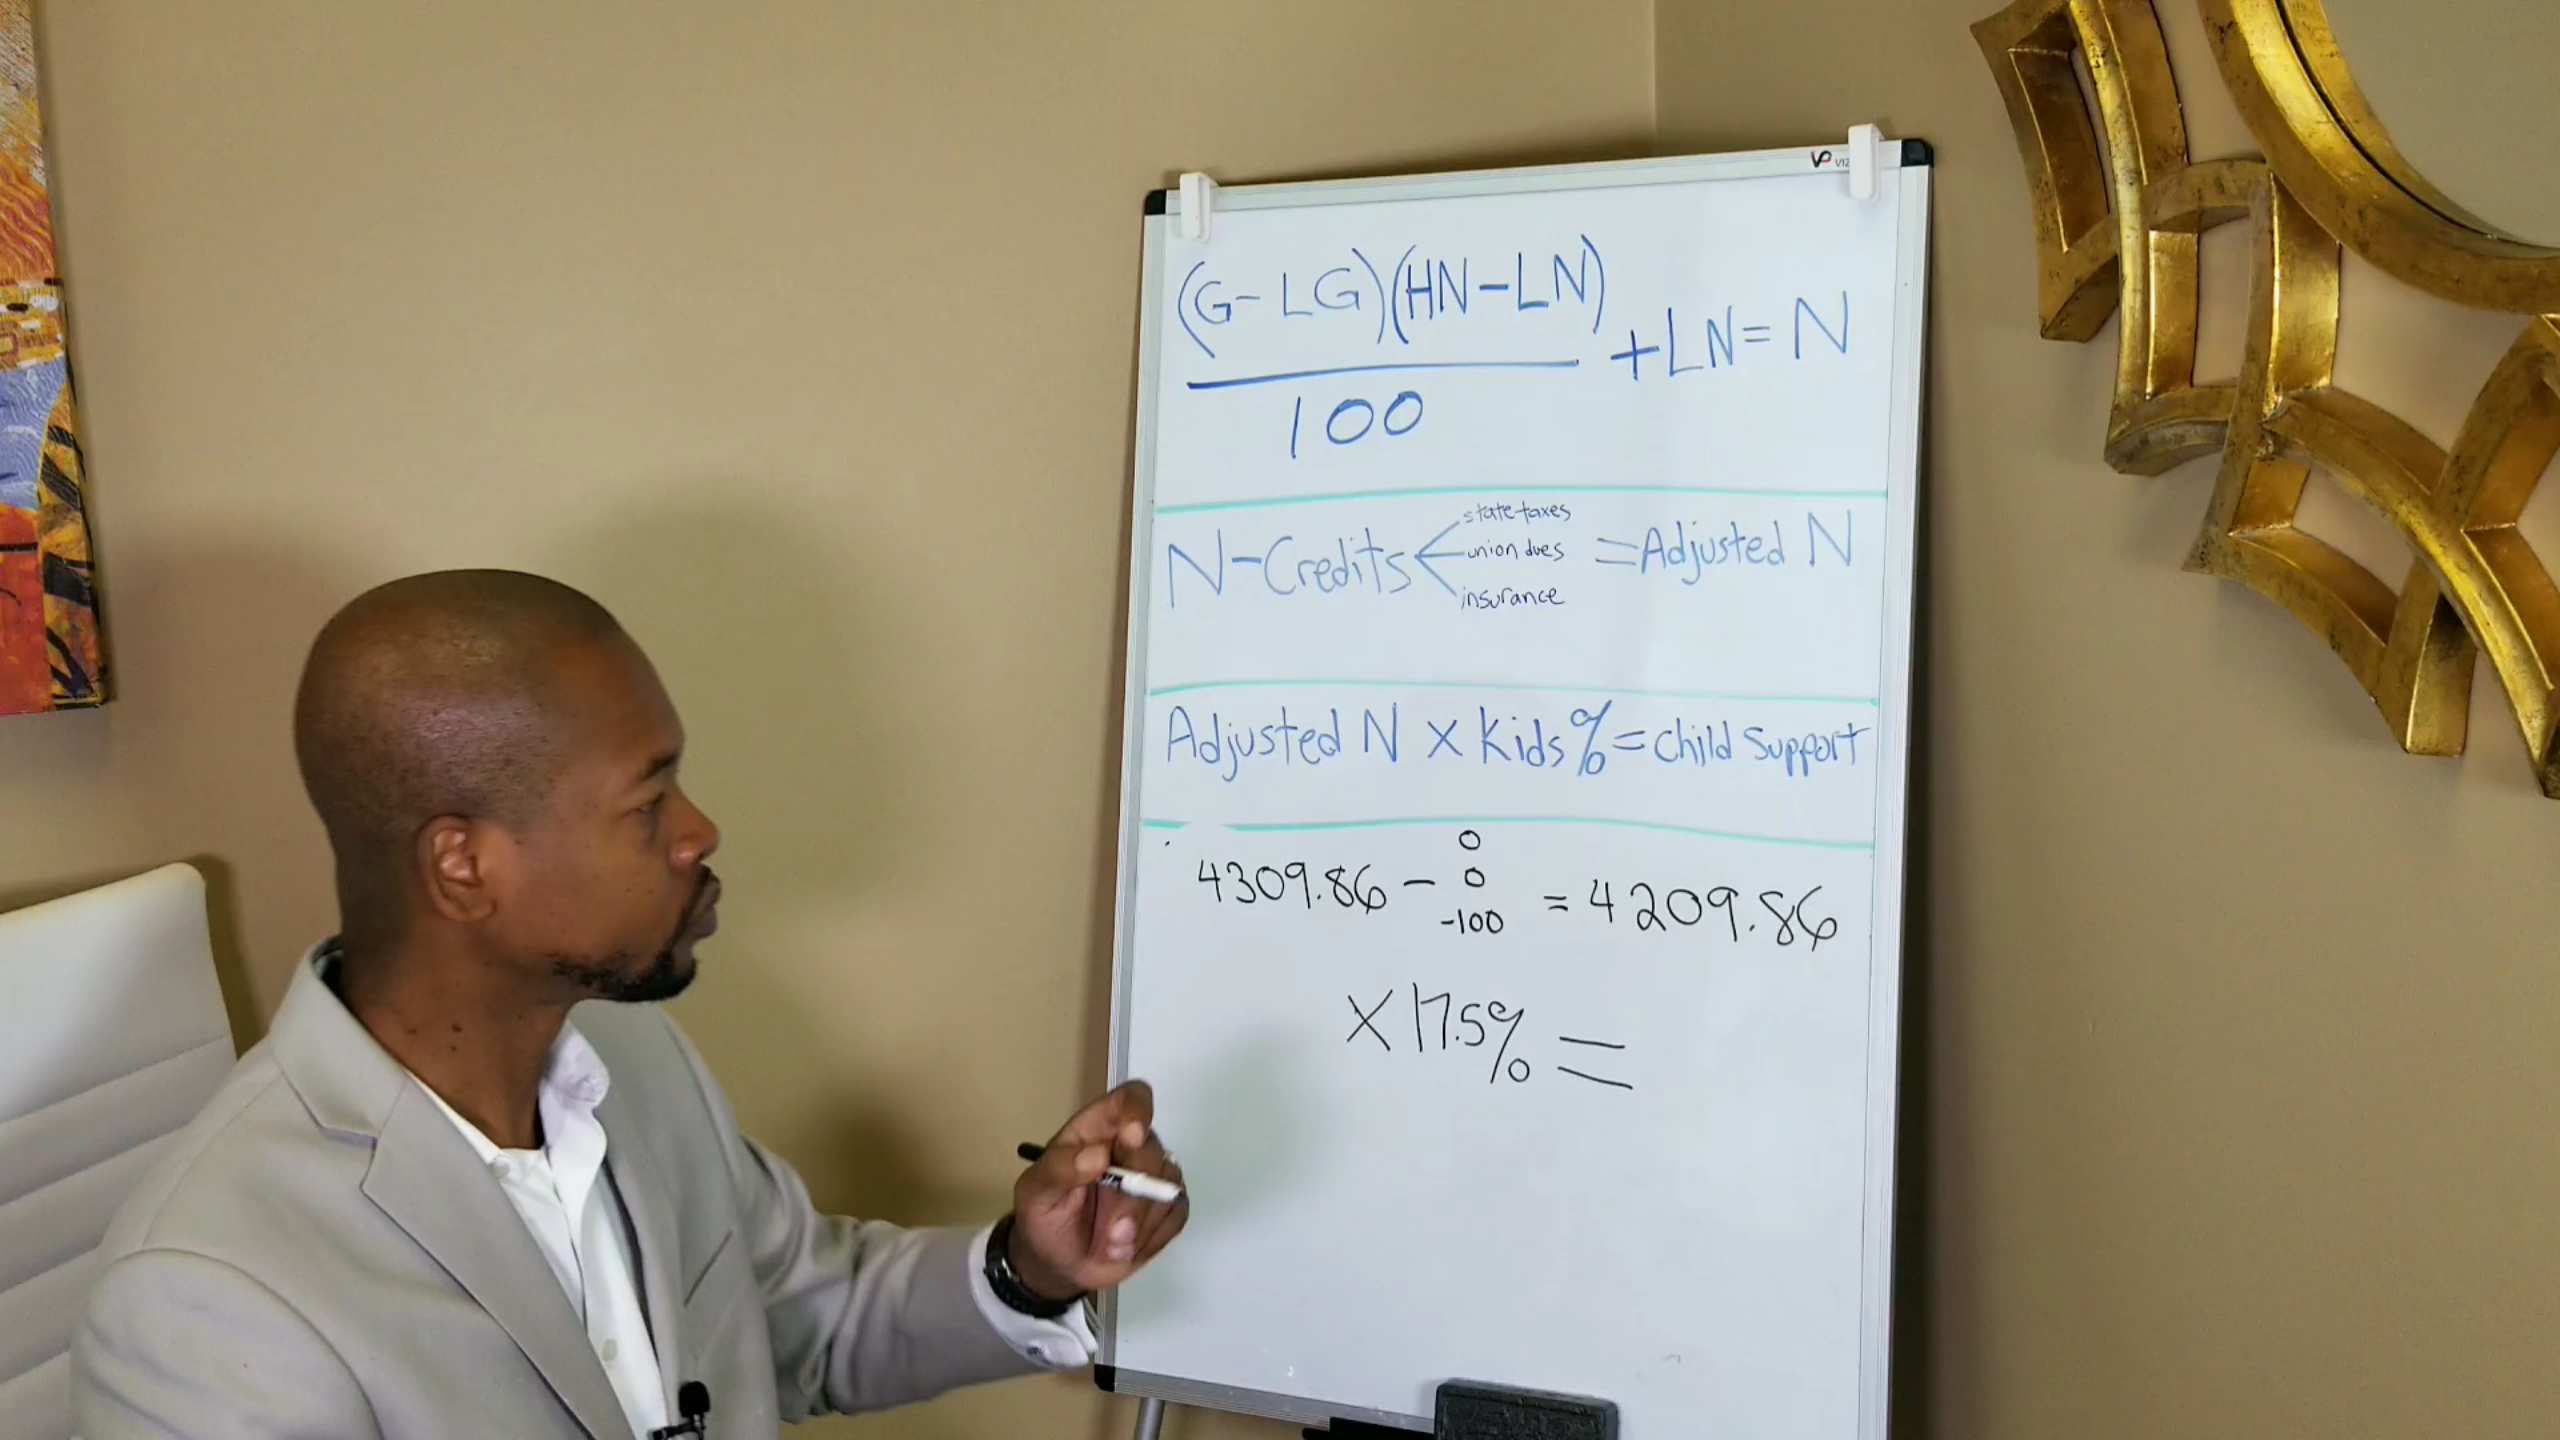 (G-LG)(HN-LN)
100
+LN=N
N-Credits
state taxes
union dues
insurance
=Adjusted N
Adjusted N x Kids%=Child Support
0
4309.86 - 0 = 4209.86
-100
X 17.5% =